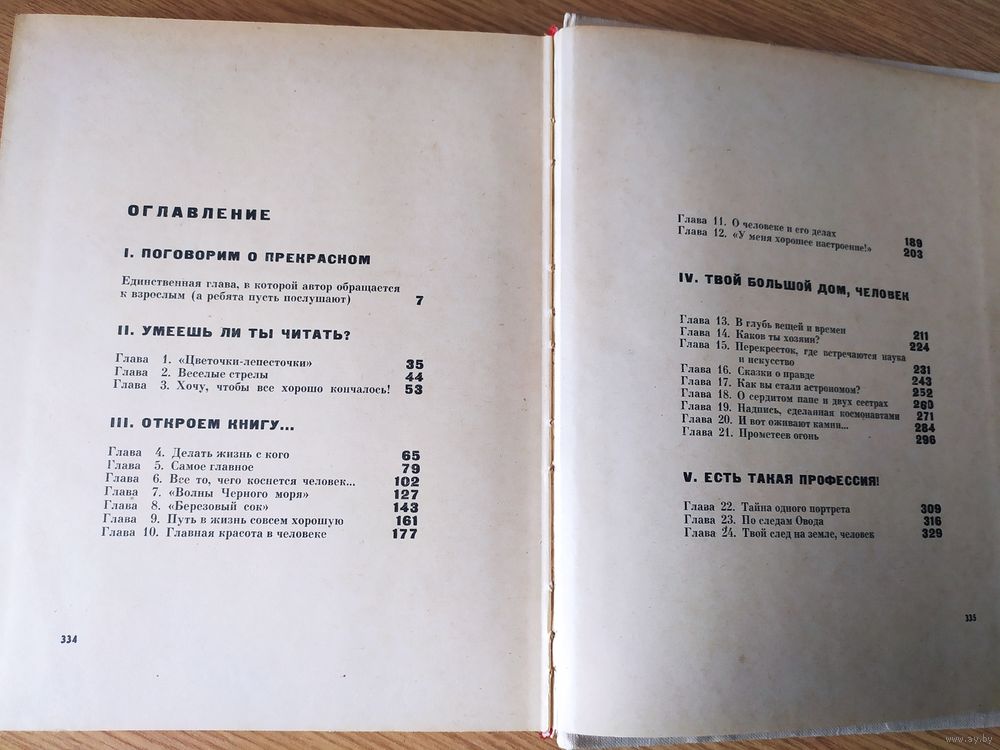 ОГЛАВЛЕНИЕ
I. ПОГОВОРИМ О ПРЕКРАСНОМ
Единственная глава, в которой автор обращается
к взрослым (а ребята пусть послушают) 7
II. УМЕЕШЬ ЛИ ТЫ ЧИТАТЬ?
Глава 1. «Цветочки-лепесточки» 35
Глава 2. Веселые стрелы 44
Глава 3. Хочу, чтобы все хорошо кончалось! 53
III. ОТКРОЕМ КНИГУ...
Глава 4. Делать жизнь с кого 65
Глава 5. Самое главное 79
Глава 6. Все то, чего коснется человек... 102
Глава 7. «Волны Черного моря» 127
Глава 8. «Березовый сок» 143
Глава 9. Путь в жизнь совсем хорошую 161
Глава 10. Главная красота в человеке 177
334
Глава 11. О человеке и его делах 189
Глава 12. «У меня хорошее настроение!» 203
IV. ТВОЙ БОЛЬШОЙ ДОМ, ЧЕЛОВЕК
Глава 13. В глубь вещей и времен 211
Глава 14. Каков ты хозяин? 224
Глава 15. Перекресток, где встречаются наука
и искусство 231
Глава 16. Сказки о правде 243
Глава 17. Как вы стали астрономом? 252
Глава 18. О сердитом папе и двух сестрах 260
Глава 19. Надпись, сделанная космонавтами 271
Глава 20. И вот оживают камни... 284
Глава 21. Прометеев огонь 296
V. ЕСТЬ ТАКАЯ ПРОФЕССИЯ!
Глава 22. Тайна одного портрета 309
Глава 23. По следам Овода 316
Глава 24. Твой след на земле, человек 329
335
www.ay.by